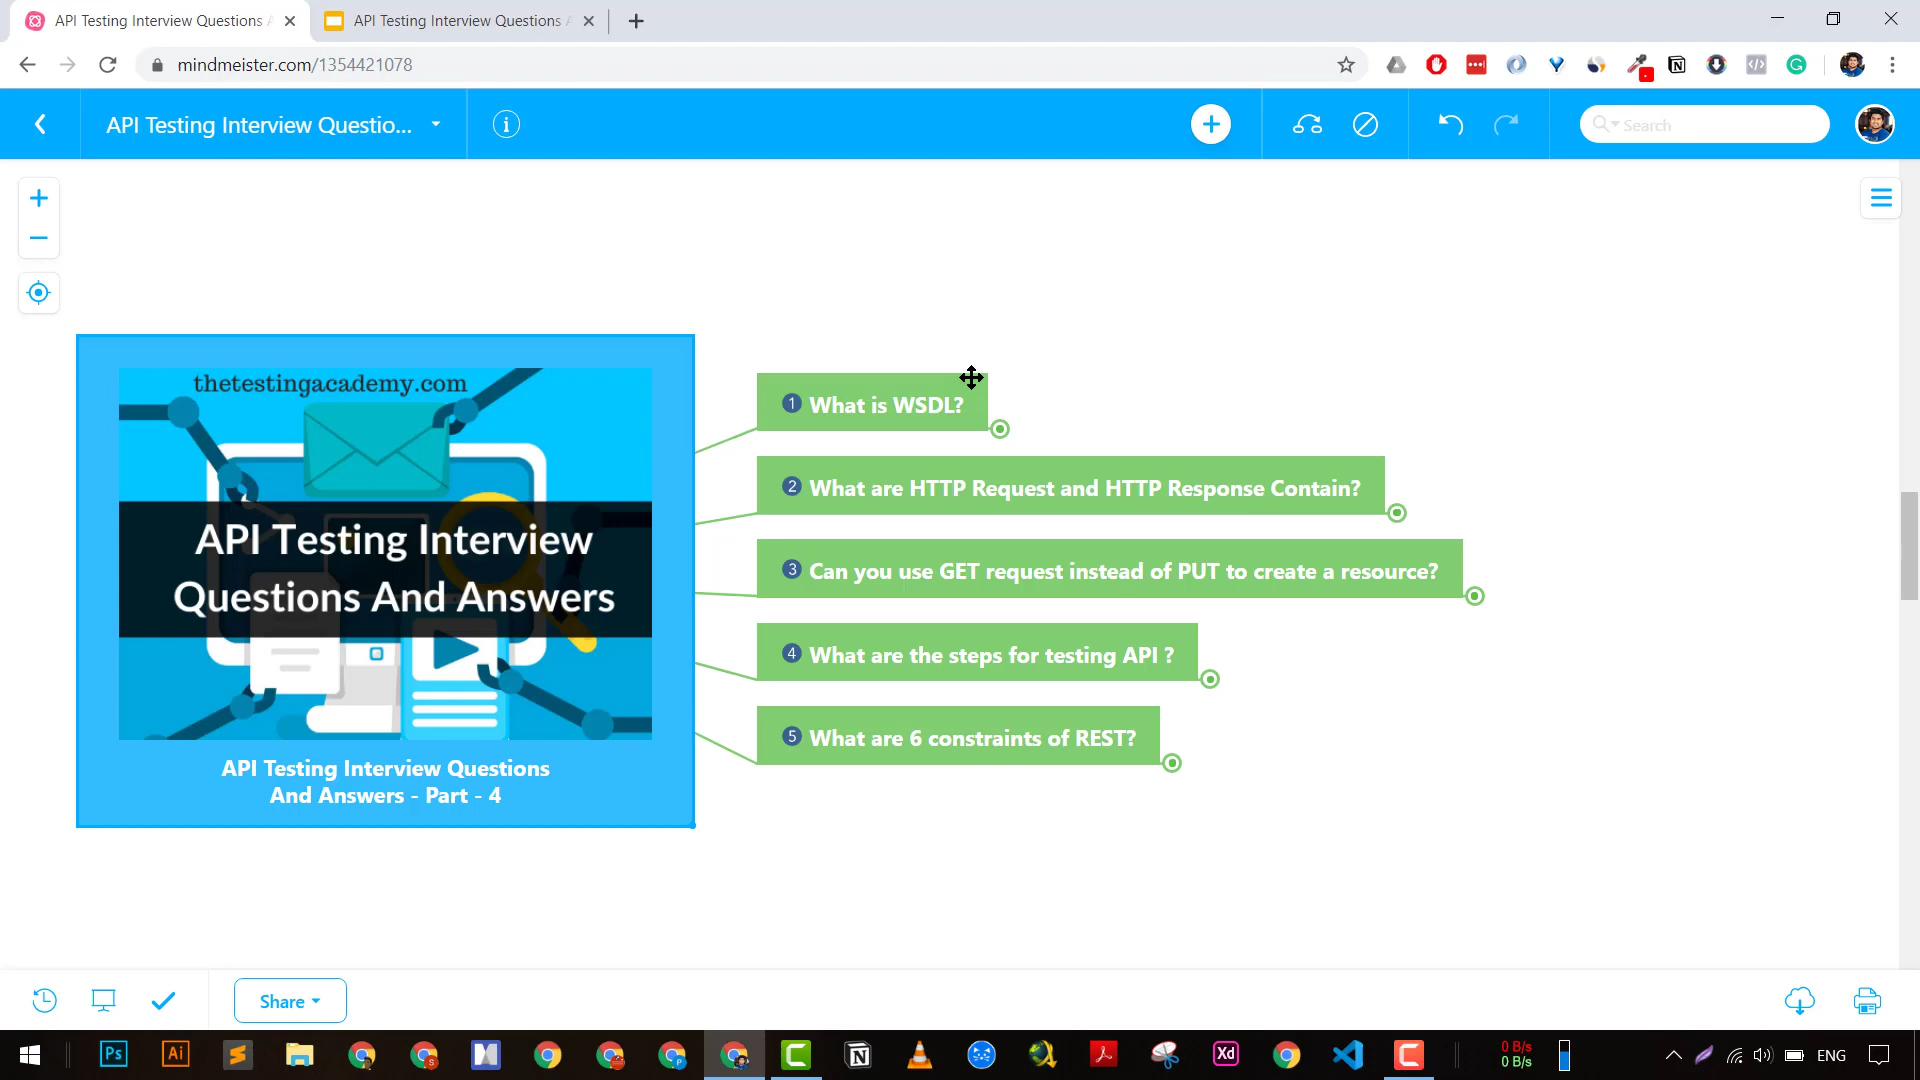 API Testing Interview Questions A
API Testing Interview Questions A
mindmeister.com/1354421078
API Testing Interview Questio...
Search
thetestingacademy.com
API Testing Interview
Questions And Answers
API Testing Interview Questions
And Answers - Part - 4
1 What is WSDL?
2 What are HTTP Request and HTTP Response Contain?
3 Can you use GET request instead of PUT to create a resource?
4 What are the steps for testing API ?
5 What are 6 constraints of REST?
Share
Ps
Ai
Xd
0 B/s
0 B/s
ENG